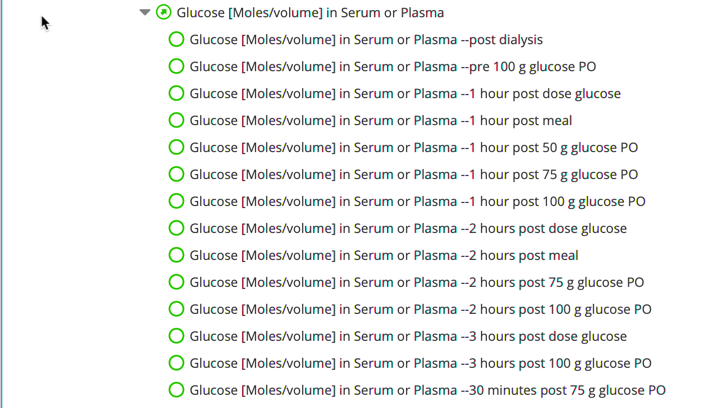 Glucose [Moles/volume] in Serum or Plasma
Glucose [Moles/volume] in Serum or Plasma --post dialysis
Glucose [Moles/volume] in Serum or Plasma --pre 100 g glucose PO
Glucose [Moles/volume] in Serum or Plasma --1 hour post dose glucose
Glucose [Moles/volume] in Serum or Plasma --1 hour post meal
Glucose [Moles/volume] in Serum or Plasma --1 hour post 50 g glucose PO
Glucose [Moles/volume] in Serum or Plasma --1 hour post 75 g glucose PO
Glucose [Moles/volume] in Serum or Plasma --1 hour post 100 g glucose PO
Glucose [Moles/volume] in Serum or Plasma --2 hours post dose glucose
Glucose [Moles/volume] in Serum or Plasma --2 hours post meal
Glucose [Moles/volume] in Serum or Plasma --2 hours post 75 g glucose PO
Glucose [Moles/volume] in Serum or Plasma --2 hours post 100 g glucose PO
Glucose [Moles/volume] in Serum or Plasma --3 hours post dose glucose
Glucose [Moles/volume] in Serum or Plasma --3 hours post 100 g glucose PO
Glucose [Moles/volume] in Serum or Plasma --30 minutes post 75 g glucose PO